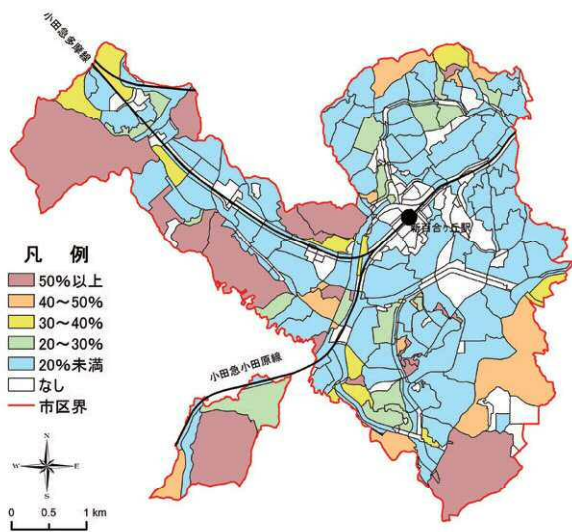 小田急多摩線
新百合ヶ丘駅
凡 例
50%以上
40～50%
30～40%
20～30%
20%未満
なし
市区界
小田急小田原線
N
W E
S
0 0.5 1 km